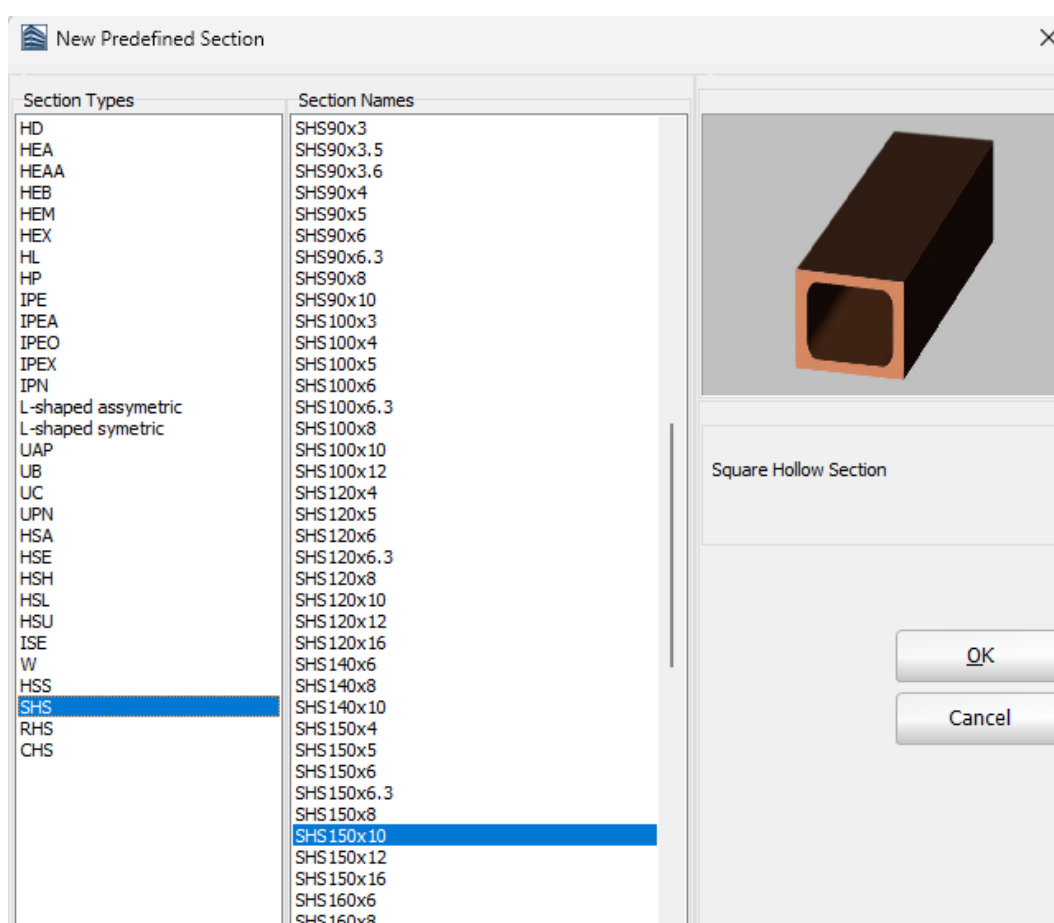 New Predefined Section
Section Types
HD
HEA
HEAA
HEB
HEM
HEX
HL
HP
IPE
IPEA
IPEO
IPEX
IPN
L-shaped assymetric
L-shaped symetric
UAP
UB
UC
UPN
HSA
HSE
HSH
HSL
HSU
ISE
W
HSS
SHS
RHS
CHS
Section Names
SHS90x3
SHS90x3.5
SHS90x3.6
SHS90x4
SHS90x5
SHS90x6
SHS90x6.3
SHS90x8
SHS90x10
SHS100x3
SHS100x4
SHS100x5
SHS100x6
SHS100x6.3
SHS100x8
SHS100x10
SHS100x12
SHS120x4
SHS120x5
SHS120x6
SHS120x6.3
SHS120x8
SHS120x10
SHS120x12
SHS120x16
SHS140x6
SHS140x8
SHS140x10
SHS150x4
SHS150x5
SHS150x6
SHS150x6.3
SHS150x8
SHS150x10
SHS150x12
SHS150x16
SHS160x6
SHS160x8
Square Hollow Section
OK
Cancel